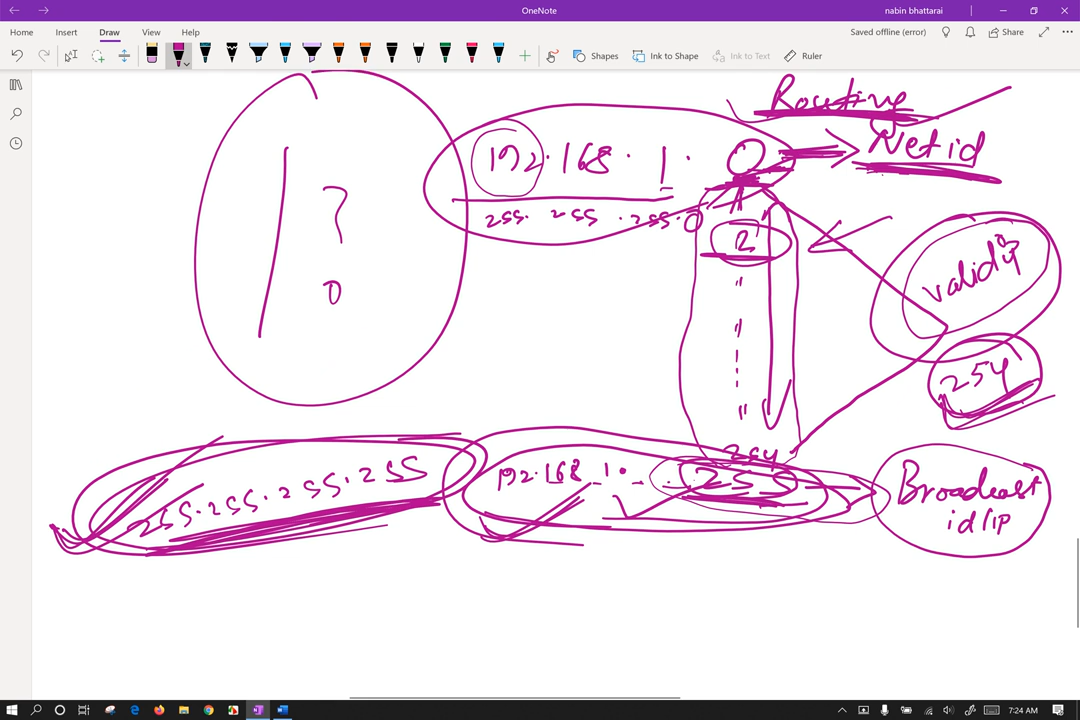 OneNote
nabin bhattarai
Home Insert Draw View Help
Saved offline (error)
Share
Shapes
Ink to Shape
Ink to Text
Ruler
Routing
192.168.1.0
Net id
255.255.255.0
1
2
?
0
"
valid ip
"
254
"
254
255.255.255.255
192.168.1.255
Broadcast
id/ip
7:24 AM